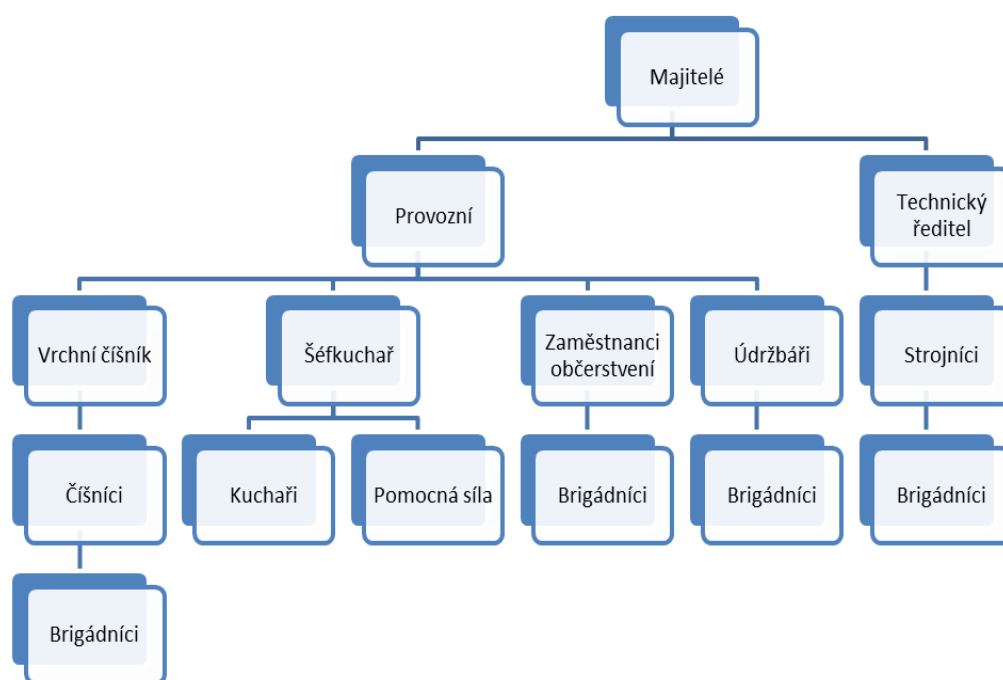 Majitelé
Provozní
Technický
ředitel
Vrchní číšník
Šéfkuchař
Zaměstnanci
občerstvení
Údržbáři
Strojníci
Číšníci
Kuchaři
Pomocná síla
Brigádníci
Brigádníci
Brigádníci
Brigádníci